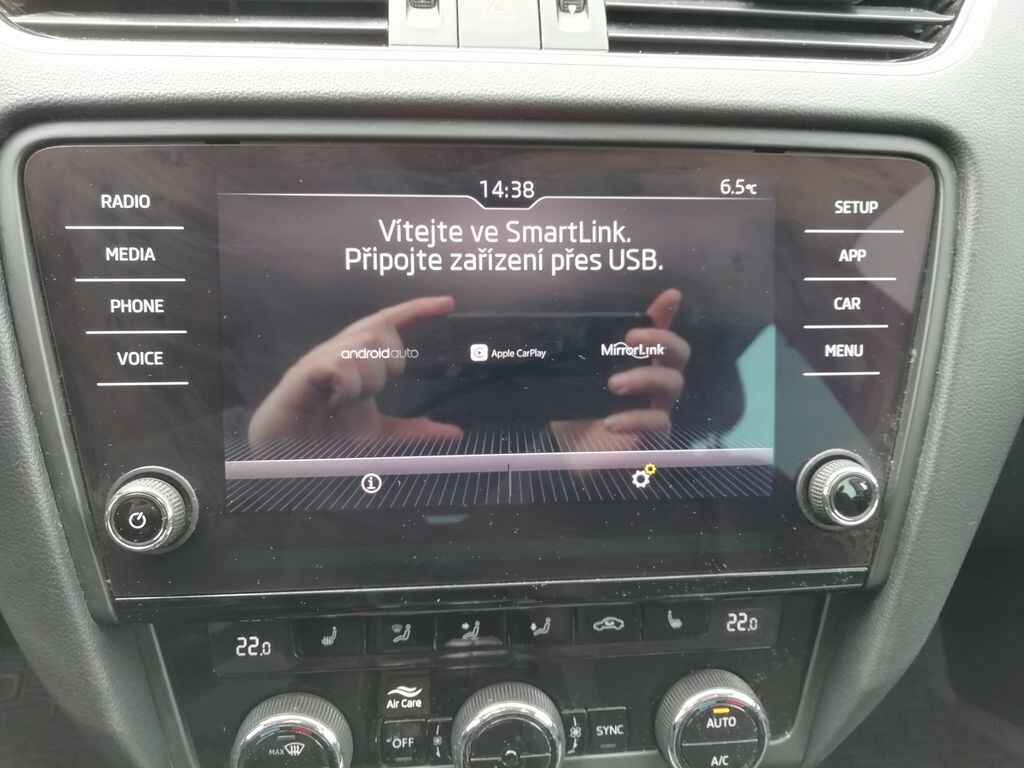 14:38
6.5°C
RADIO
MEDIA
PHONE
VOICE
Vítejte ve SmartLink.
Připojte zařízení přes USB.
androidauto
Apple CarPlay
MirrorLink
SETUP
APP
CAR
MENU
22.0
22.0
Air Care
MAX
OFF
SYNC
AUTO
A/C